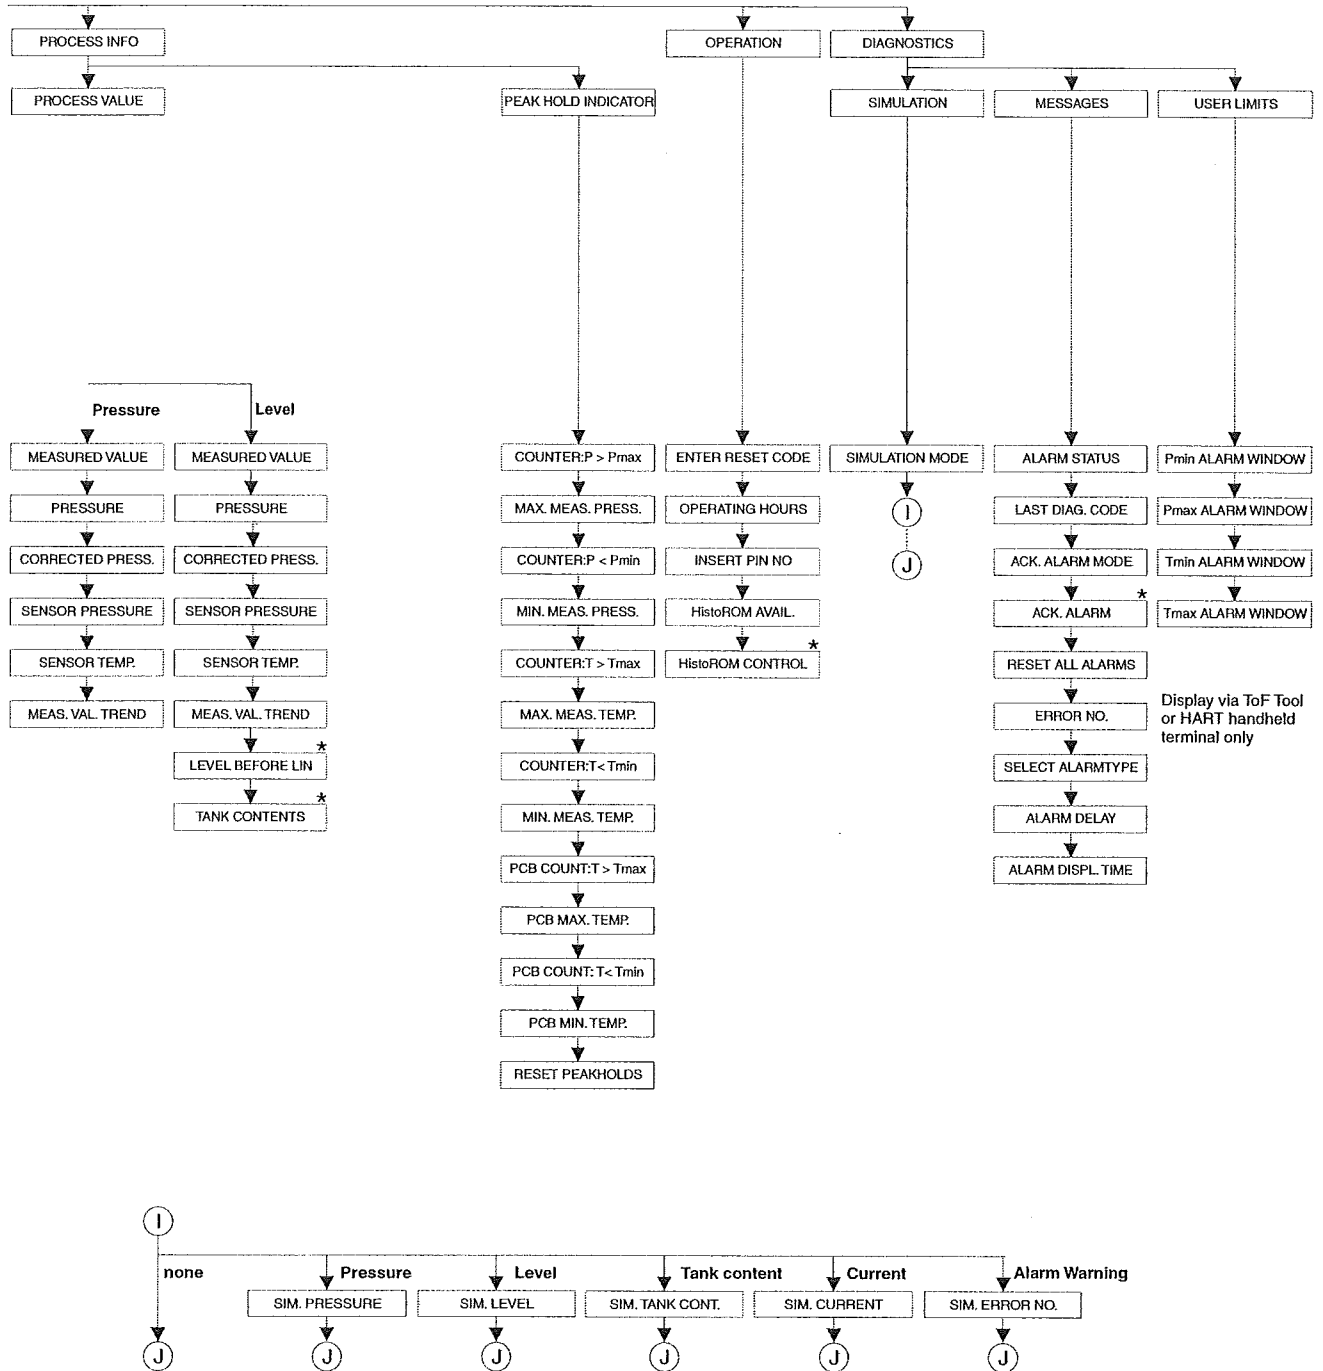 PROCESS INFO
OPERATION
DIAGNOSTICS
PROCESS VALUE
PEAK HOLD INDICATOR
SIMULATION
MESSAGES
USER LIMITS
Pressure
Level
MEASURED VALUE
PRESSURE
CORRECTED PRESS.
SENSOR PRESSURE
SENSOR TEMP.
MEAS. VAL. TREND
MEASURED VALUE
PRESSURE
CORRECTED PRESS.
SENSOR PRESSURE
SENSOR TEMP.
MEAS. VAL. TREND
*
LEVEL BEFORE LIN
*
TANK CONTENTS
COUNTER:P > Pmax
MAX. MEAS. PRESS.
COUNTER:P < Pmin
MIN. MEAS. PRESS.
COUNTER:T > Tmax
MAX. MEAS. TEMP.
COUNTER:T< Tmin
MIN. MEAS. TEMP.
PCB COUNT:T > Tmax
PCB MAX. TEMP.
PCB COUNT: T< Tmin
PCB MIN. TEMP.
RESET PEAKHOLDS
ENTER RESET CODE
OPERATING HOURS
INSERT PIN NO
HistoROM AVAIL.
*
HistoROM CONTROL
SIMULATION MODE
I
J
ALARM STATUS
LAST DIAG. CODE
ACK. ALARM MODE
*
ACK. ALARM
RESET ALL ALARMS
ERROR NO.
SELECT ALARMTYPE
ALARM DELAY
ALARM DISPL. TIME
Pmin ALARM WINDOW
Pmax ALARM WINDOW
Tmin ALARM WINDOW
Tmax ALARM WINDOW
Display via ToF Tool
or HART handheld
terminal only
I
none
Pressure
Level
Tank content
Current
Alarm Warning
SIM. PRESSURE
SIM. LEVEL
SIM. TANK CONT.
SIM. CURRENT
SIM. ERROR NO.
J
J
J
J
J
J